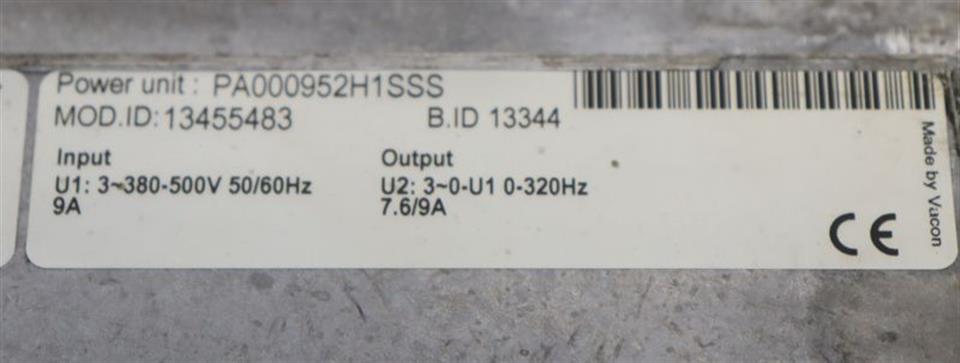 Power unit : PA000952H1SSS
MOD.ID: 13455483 B.ID 13344
Input Output
U1: 3~380-500V 50/60Hz U2: 3~0-U1 0-320Hz
9A 7.6/9A
Made by Vacon
CE